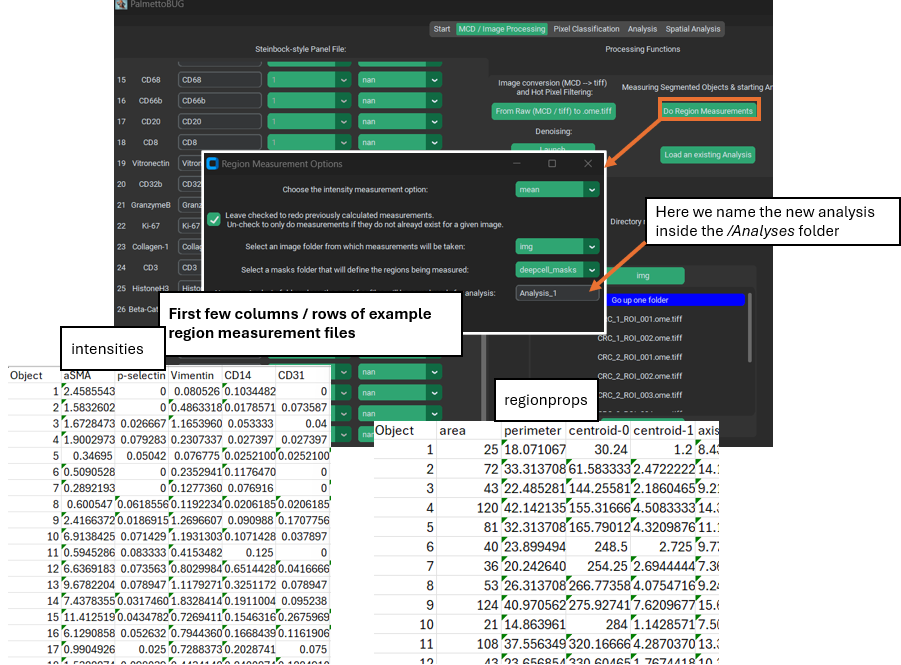 PalmettoBUG
Start MCD / Image Processing Pixel Classification Analysis Spatial Analysis
Steinbock-style Panel File:
Processing Functions
15 CD68 CD68 1 nan
16 CD66b CD66b 1 nan
17 CD20 CD20 1 nan
18 CD8 CD8 1 nan
19 Vitronectin Vitron
20 CD32b CD32
21 GranzymeB Granz
22 Ki-67 Ki-67
23 Collagen-1 Collag
24 CD3 CD3
25 HistoneH3 Histo
26 Beta-Cat
nan
nan
nan
nan
Image conversion (MCD --> tiff)
and Hot Pixel Filtering:
From Raw (MCD / tiff) to .ome.tiff
Denoising:
Launch
Measuring Segmented Objects & starting An
Do Region Measurements
Load an existing Analysis
Region Measurement Options
Choose the intensity measurement option:
mean
Leave checked to redo previously calculated measurements.
Un-check to only do measurements if they do not alreayd exist for a given image.
Select an image folder from which measurements will be taken:
img
Select a masks folder that will define the regions being measured:
deepcell_masks
analysis:
Analysis_1
Here we name the new analysis
inside the /Analyses folder
Directory
img
Go up one folder
CRC_1_ROI_001.ome.tiff
CRC_1_ROI_002.ome.tiff
CRC_2_ROI_001.ome.tiff
CRC_2_ROI_002.ome.tiff
CRC_2_ROI_003.ome.tiff
First few columns / rows of example
region measurement files
intensities
Object aSMA p-selectin Vimentin CD14 CD31
1 2.4585543 0 0.080526 0.1034482 0
2 1.5832602 0 0.4863318 0.0178571 0.073587
3 1.6728473 0.026667 1.1653960 0.053333 0.04
4 1.9002973 0.079283 0.2307337 0.027397 0.027397
5 0.34695 0.05042 0.076775 0.0252100 0.0252100
6 0.5090528 0 0.2352941 0.1176470 0
7 0.2892193 0 0.1277360 0.076916 0
8 0.600547 0.0618556 0.1192234 0.0206185 0.0206185
9 2.4166372 0.0186915 1.2696607 0.090988 0.1707756
10 6.9138425 0.071429 1.1931303 0.1071428 0.037897
11 0.5945286 0.083333 0.4153482 0.125 0
12 6.6369183 0.073563 0.8029984 0.6514428 0.0416666
13 9.6782204 0.078947 1.1179271 0.3251172 0.078947
14 7.4378355 0.0317460 1.8328414 0.1911004 0.095238
15 11.412519 0.0434782 0.7269411 0.1546316 0.2675969
16 6.1290858 0.052632 0.7944360 0.1668439 0.1161906
17 0.9904926 0.025 0.7288373 0.2028741 0.075
regionprops
Object area perimeter centroid-0 centroid-1 axis
1 25 18.071067 30.24 1.2 8.43
2 72 33.313708 61.583333 2.4722222 14.
3 43 22.485281 144.25581 2.1860465 9.21
4 120 42.142135 155.31666 4.5083333 14.
5 81 32.313708 165.79012 4.3209876 11.
6 40 23.899494 248.5 2.725 9.77
7 36 20.242640 254.25 2.6944444 7.36
8 53 26.313708 266.77358 4.0754716 9.2
9 124 40.970562 275.92741 7.6209677 15.6
10 21 14.863961 284 1.1428571 7.50
11 108 37.556349 320.16666 4.2870370 13.
12 43 23.656854 330.60465 1.7674418 10.